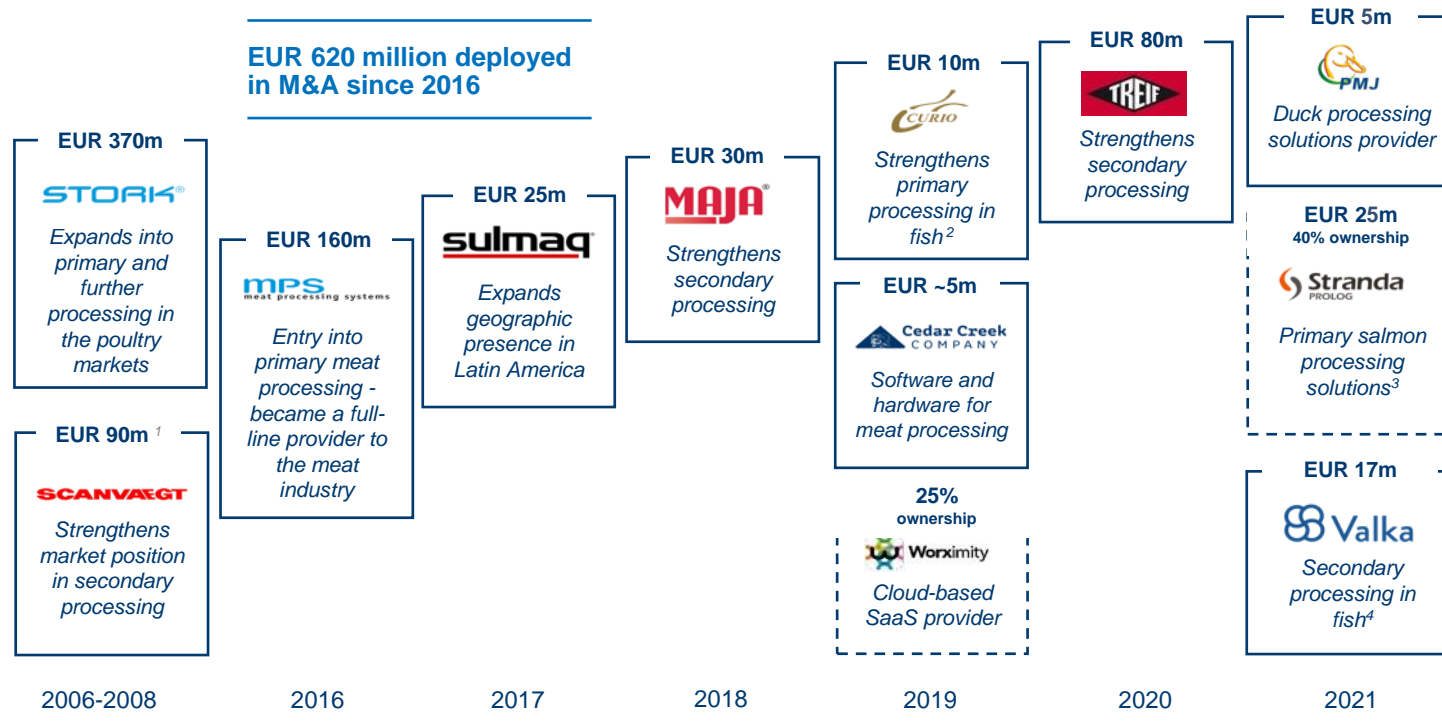 EUR 620 million deployed
in M&A since 2016
EUR 370m
STORK®
Expands into
primary and
further
processing in
the poultry
markets
EUR 90m 1
SCANVAEGT
Strengthens
market position
in secondary
processing
2006-2008
EUR 160m
mps
meat processing systems
Entry into
primary meat
processing -
became a full-
line provider to
the meat
industry
2016
EUR 25m
sulmaq
Expands
geographic
presence in
Latin America
2017
EUR 30m
MAJA®
Strengthens
secondary
processing
2018
EUR 10m
CURIO
Strengthens
primary
processing in
fish 2
EUR ~5m
Cedar Creek
COMPANY
Software and
hardware for
meat processing
25%
ownership
Worximity
Cloud-based
SaaS provider
2019
EUR 80m
TREIF
Strengthens
secondary
processing
2020
EUR 5m
PMJ
Duck processing
solutions provider
EUR 25m
40% ownership
Stranda
PROLOG
Primary salmon
processing
solutions3
EUR 17m
Valka
Secondary
processing in
fish4
2021